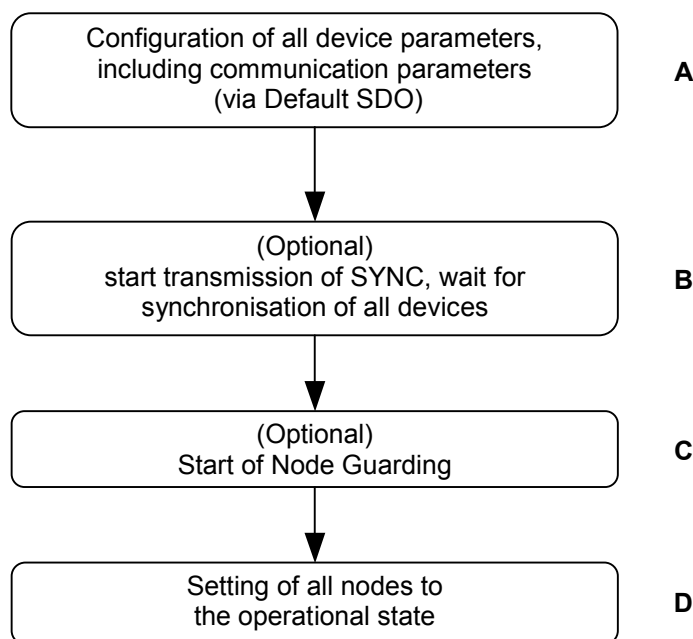 Configuration of all device parameters,
including communication parameters
(via Default SDO)
A
(Optional)
start transmission of SYNC, wait for
synchronisation of all devices
B
(Optional)
Start of Node Guarding
C
Setting of all nodes to
the operational state
D